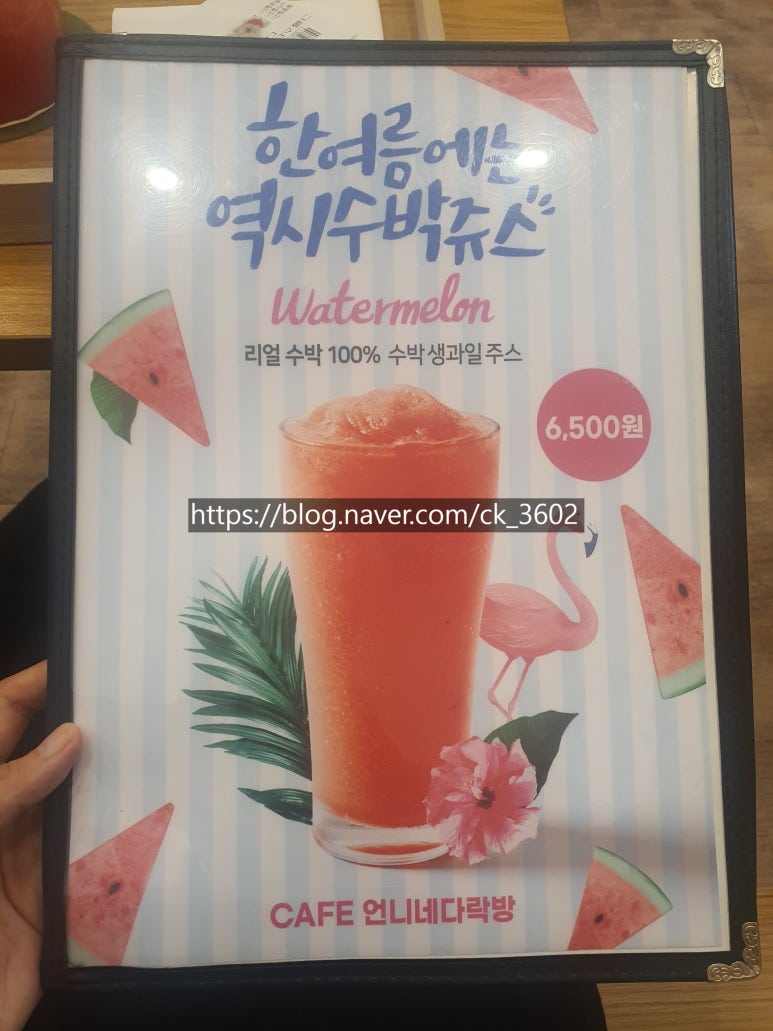 한여름에는
역시수박쥬스
Watermelon
리얼 수박 100% 수박 생과일 주스
6,500원
https://blog.naver.com/ck_3602
CAFE 언니네다락방